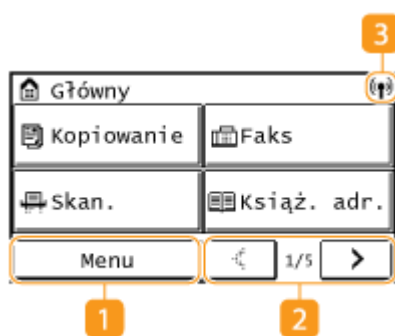 3
Główny
Kopiowanie Faks
Skan. Książ. adr.
Menu 1/5
1 2